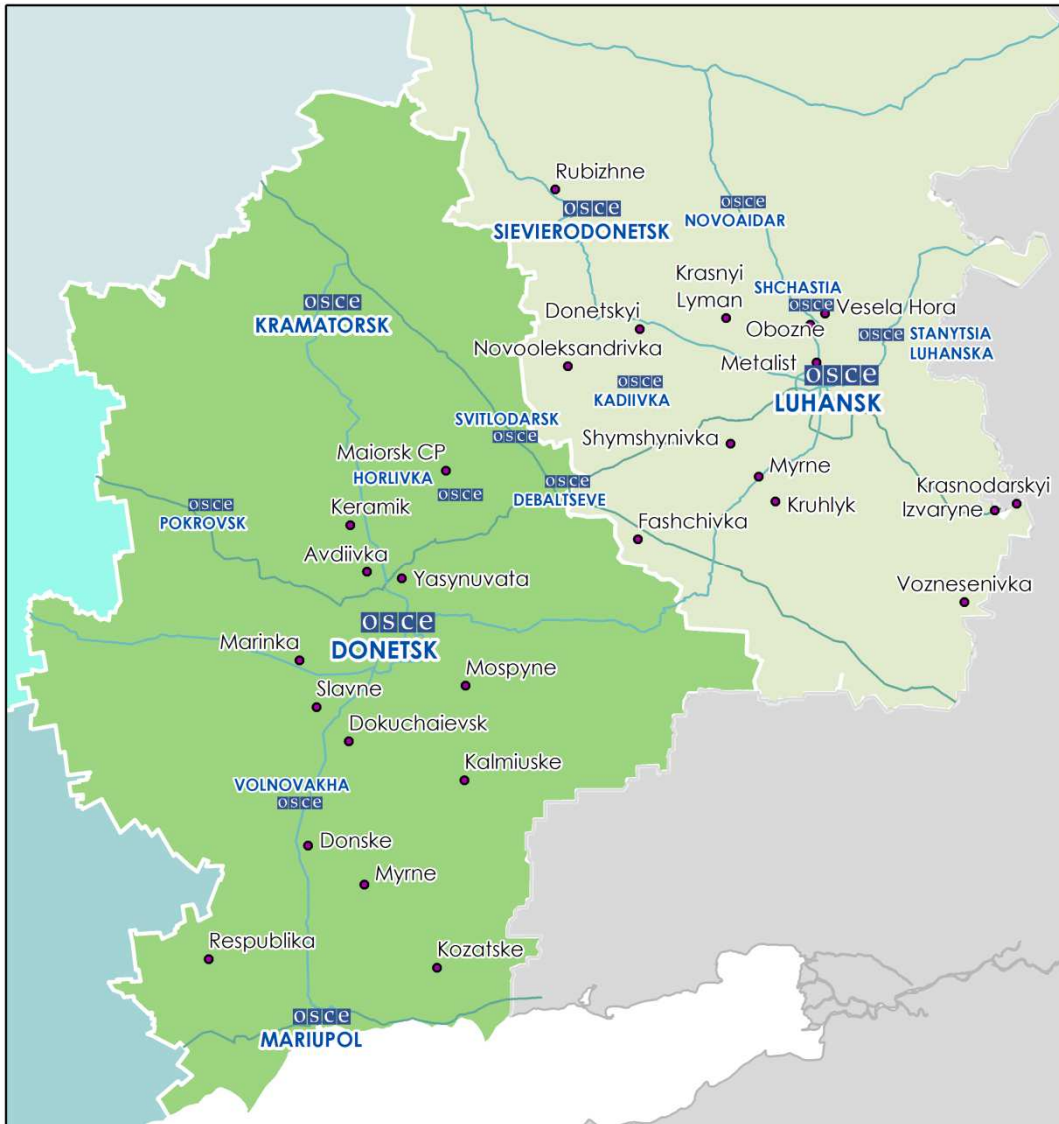 Rubizhne
osce
SIEVIERODONETSK
osce
NOVOAIDAR
Krasnyi
Lyman
SHCHASTIA
osce
Vesela Hora
osce
KRAMATORSK
Donetskyi
Obozne
osce
STANYTSIA
LUHANSKA
Novooleksandrivka
Metalist
osce
LUHANSK
osce
KADIIVKA
SVITLODARSK
osce
Shymshynivka
Maiorsk CP
HORLIVKA
osce
osce
DEBALTSEVE
Myrne
Kruhlyk
Krasnodarskyi
Izvaryne
osce
POKROVSK
Keramik
Fashchivka
Avdiivka
Yasynuvata
Voznesenivka
osce
DONETSK
Marinka
Mospyne
Slavne
Dokuchaievsk
Kalmiuske
VOLNOVAKHA
osce
Donske
Myrne
Respublika
Kozatske
osce
MARIUPOL